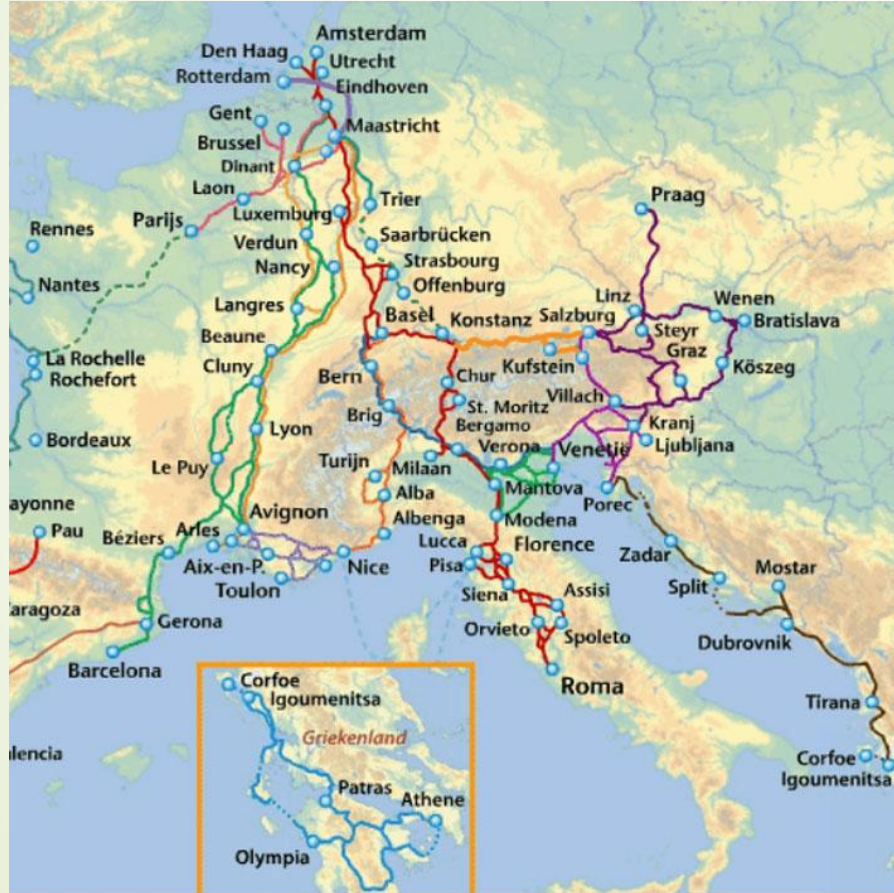 Amsterdam
Den Haag
Utrecht
Rotterdam
Eindhoven
Gent
Maastricht
Brussel
Dinant
Laon
Trier
Praag
Luxemburg
Parijs
Rennes
Verdun
Saarbrücken
Nancy
Strasbourg
Nantes
Offenburg
Langres
Linz
Wenen
Basel
Konstanz
Salzburg
Bratislava
Beaune
Steyr
La Rochelle
Graz
Cluny
Kufstein
Köszeg
Rochefort
Bern
Chur
Villach
Brig
St. Moritz
Kranj
Bordeaux
Lyon
Bergamo
Ljubljana
Verona
Venetië
Le Puy
Turijn
Milaan
Mantova
Alba
Porec
ayonne
Avignon
Modena
Pau
Béziers
Arles
Albenga
Lucca
Florence
Zadar
Aix-en-P.
Nice
Pisa
Mostar
Toulon
Split
Siena
Assisi
aragoza
Gerona
Orvieto
Spoleto
Dubrovnik
Barcelona
Corfoe
Roma
Igoumenitsa
Tirana
Griekenland
lencia
Corfoe
Igoumenitsa
Patras
Athene
Olympia